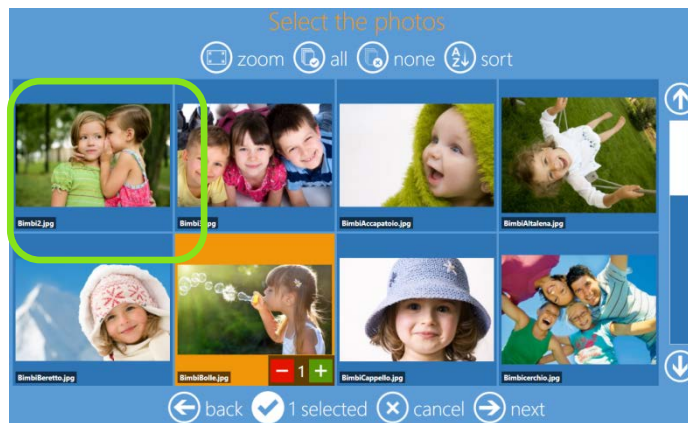 Select the photos
zoom all none sort
Bimbi2.jpg
BimbiAccapatoio.jpg
BimbiAltalena.jpg
BimbiBeretto.jpg
BimbiBolle.jpg
1
BimbiCappello.jpg
Bimbicerchio.jpg
back 1 selected cancel next